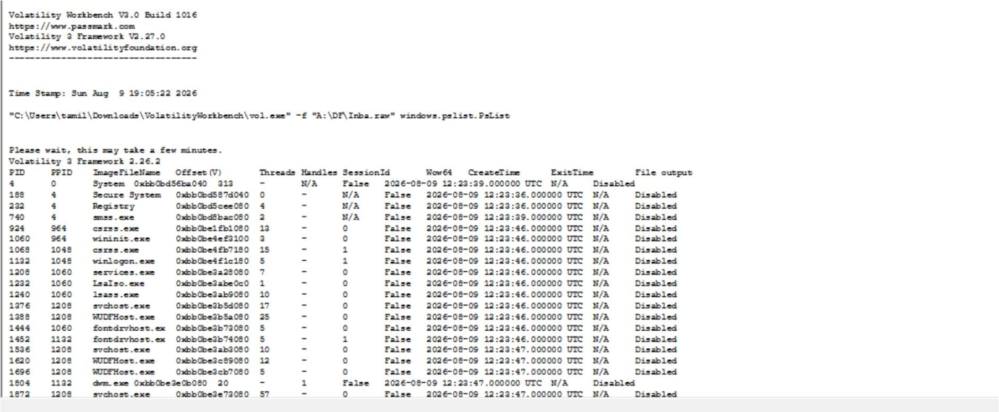 Volatility Workbench V3.0 Build 1016
https://www.passmark.com
Volatility 3 Framework V2.27.0
https://www.volatilityfoundation.org
------------------------------------
Time Stamp: Sun Aug  9 19:05:22 2026
"C:\Users\tamil\Downloads\VolatilityWorkbench\vol.exe" -f "A:\DF\Inba.raw" windows.pslist.PsList
Please wait, this may take a few minutes.
Volatility 3 Framework 2.26.2
PID PPID ImageFileName Offset(V) Threads Handles SessionId Wow64 CreateTime ExitTime File output
4 0 System 0xbb0bd56ba040 313 - N/A False 2026-08-09 12:23:39.000000 UTC N/A Disabled
188 4 Secure System 0xbb0bd587d040 0 - N/A False 2026-08-09 12:23:36.000000 UTC N/A Disabled
232 4 Registry 0xbb0bd5cee080 4 - N/A False 2026-08-09 12:23:36.000000 UTC N/A Disabled
740 4 smss.exe 0xbb0bd8bac080 2 - N/A False 2026-08-09 12:23:39.000000 UTC N/A Disabled
924 964 csrss.exe 0xbb0be1fb1080 13 - 0 False 2026-08-09 12:23:46.000000 UTC N/A Disabled
1060 964 wininit.exe 0xbb0be4ef3100 3 - 0 False 2026-08-09 12:23:46.000000 UTC N/A Disabled
1068 1048 csrss.exe 0xbb0be4fb7180 15 - 1 False 2026-08-09 12:23:46.000000 UTC N/A Disabled
1132 1048 winlogon.exe 0xbb0be4f1c180 5 - 1 False 2026-08-09 12:23:46.000000 UTC N/A Disabled
1208 1060 services.exe 0xbb0be3a28080 7 - 0 False 2026-08-09 12:23:46.000000 UTC N/A Disabled
1232 1060 LsaIso.exe 0xbb0be3abe0c0 1 - 0 False 2026-08-09 12:23:46.000000 UTC N/A Disabled
1240 1060 lsass.exe 0xbb0be3ab9080 10 - 0 False 2026-08-09 12:23:46.000000 UTC N/A Disabled
1376 1208 svchost.exe 0xbb0be3b5d080 17 - 0 False 2026-08-09 12:23:46.000000 UTC N/A Disabled
1388 1208 WUDFHost.exe 0xbb0be3b5a080 25 - 0 False 2026-08-09 12:23:46.000000 UTC N/A Disabled
1444 1060 fontdrvhost.ex 0xbb0be3b73080 5 - 0 False 2026-08-09 12:23:46.000000 UTC N/A Disabled
1452 1132 fontdrvhost.ex 0xbb0be3b74080 5 - 1 False 2026-08-09 12:23:46.000000 UTC N/A Disabled
1536 1208 svchost.exe 0xbb0be3ab3080 10 - 0 False 2026-08-09 12:23:47.000000 UTC N/A Disabled
1620 1208 WUDFHost.exe 0xbb0be3c89080 12 - 0 False 2026-08-09 12:23:47.000000 UTC N/A Disabled
1696 1208 WUDFHost.exe 0xbb0be3cb7080 5 - 0 False 2026-08-09 12:23:47.000000 UTC N/A Disabled
1804 1132 dwm.exe 0xbb0be3e0b080 20 - 1 False 2026-08-09 12:23:47.000000 UTC N/A Disabled
1872 1208 svchost.exe 0xbb0be3e73080 57 - 0 False 2026-08-09 12:23:47.000000 UTC N/A Disabled